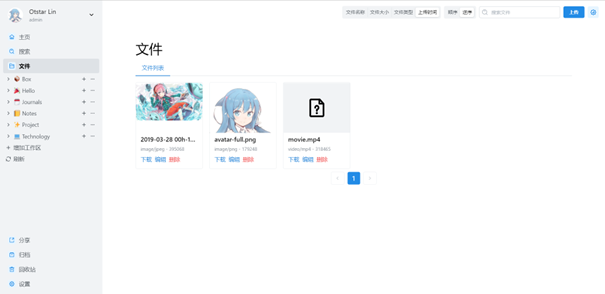 Otstar Lin
admin
主页
搜索
文件
Box
Hello
Journals
Notes
Project
Technology
增加工作区
刷新
分享
归档
回收站
设置
文件名称 文件大小 文件类型 上传时间
顺序 逆序
搜索文件
上传
文件
文件列表
2019-03-28 00h-1...
image/jpeg
下载 编辑 删除
avatar-full.png
image/png - 179248
下载 编辑 删除
movie.mp4
video/mp4 - 318465
下载 编辑 删除
1